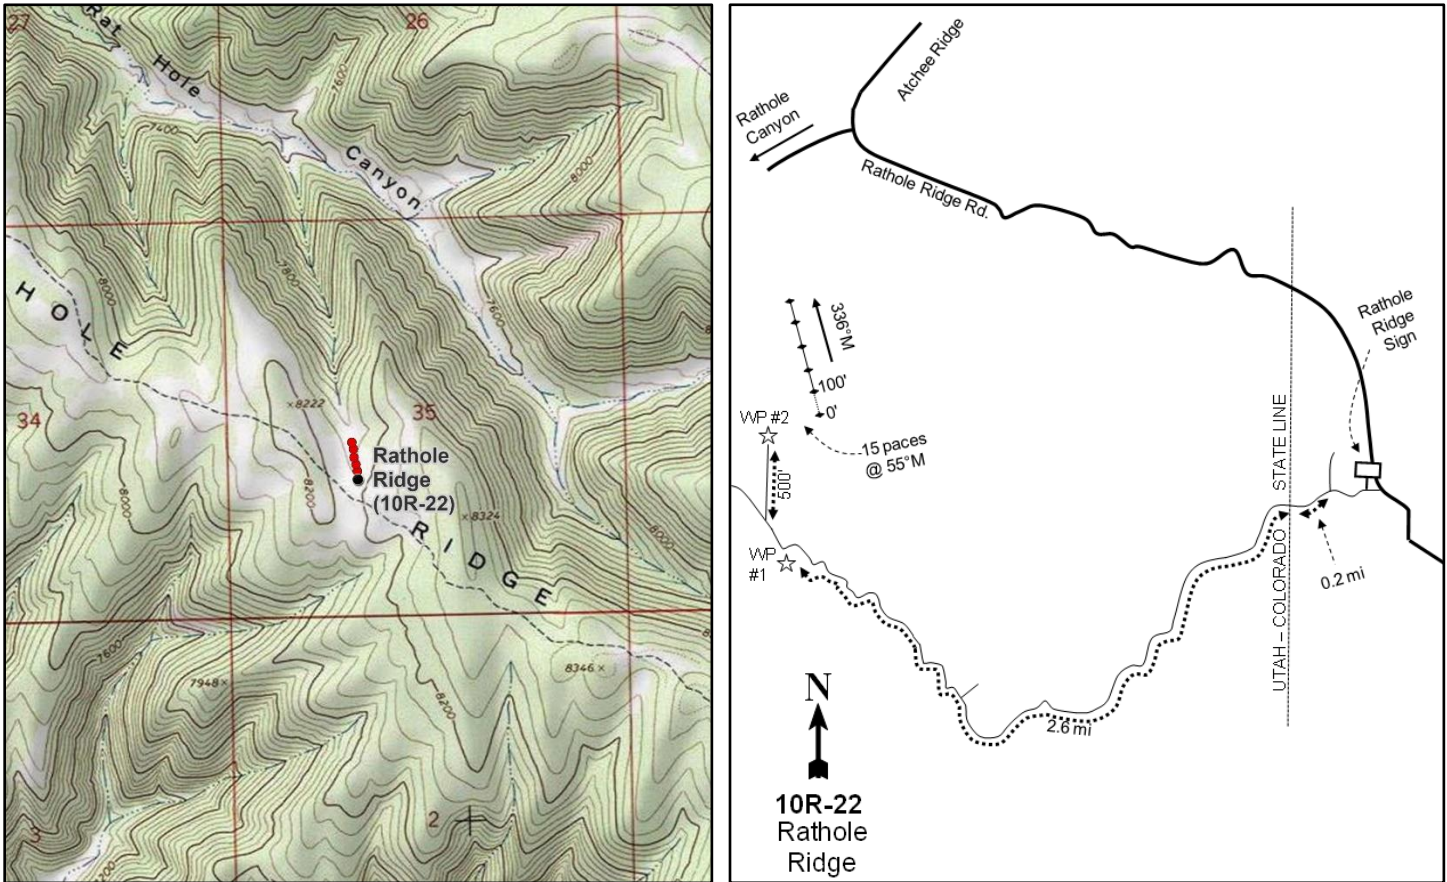 27
Rat
Hole
Canyon
26
7600
7400
8000
7800
7600
8000
HOLE
34
×8222
35
8200
8000
Rathole
Ridge
(10R-22)
×8324
8000
RIDGE
7600
7948×
8200
8346×
3
2
Atchee Ridge
Rathole
Canyon
Rathole Ridge Rd.
Rathole
Ridge
Sign
336°M
100'
0'
15 paces
@ 55°M
WP #2
500'
WP
#1
UTAH – COLORADO STATE LINE
0.2 mi
2.6 mi
N
10R-22
Rathole
Ridge